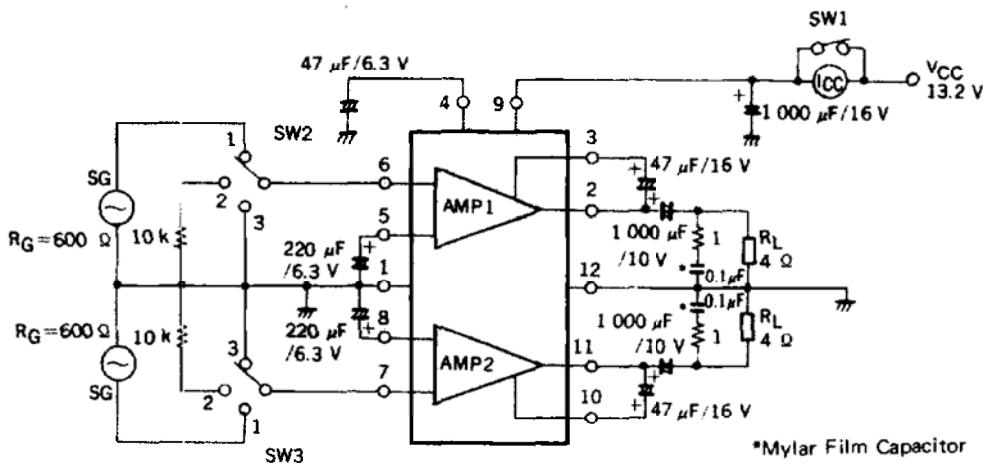 SW1
47 μF/6.3 V
ICC
VCC
13.2 V
4
9
1 000 μF/16 V
SW2
1
3
6
47 μF/16 V
SG
2
2
AMP1
3
5
RG=600 Ω
10 k
220 μF
/6.3 V
1 000 μF
/10 V
1
RL
4 Ω
*
0.1μF
1
12
*
0.1μF
220 μF
/6.3 V
8
1 000 μF
/10 V
1
RL
4 Ω
RG=600 Ω
10 k
3
AMP2
11
SG
2
7
10
1
47 μF/16 V
SW3
*Mylar Film Capacitor